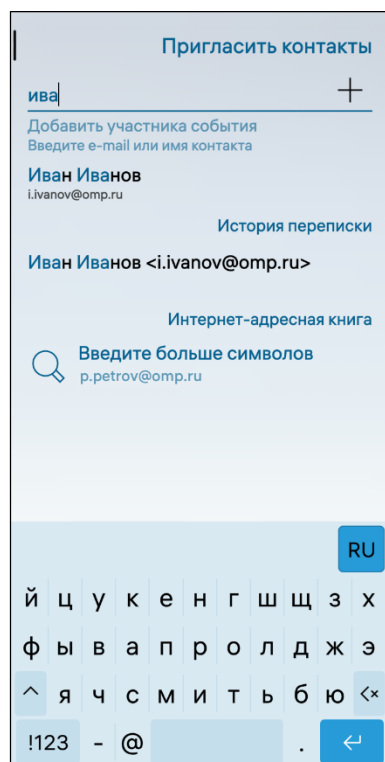 Пригласить контакты
ива
Добавить участника события
Введите e-mail или имя контакта
Иван Иванов
i.ivanov@omp.ru
История переписки
Иван Иванов <i.ivanov@omp.ru>
Интернет-адресная книга
Введите больше символов
p.petrov@omp.ru
RU
й ц у к е н г ш щ з х
ф ы в а п р о л д ж э
я ч с м и т ь б ю
!123 - @ .